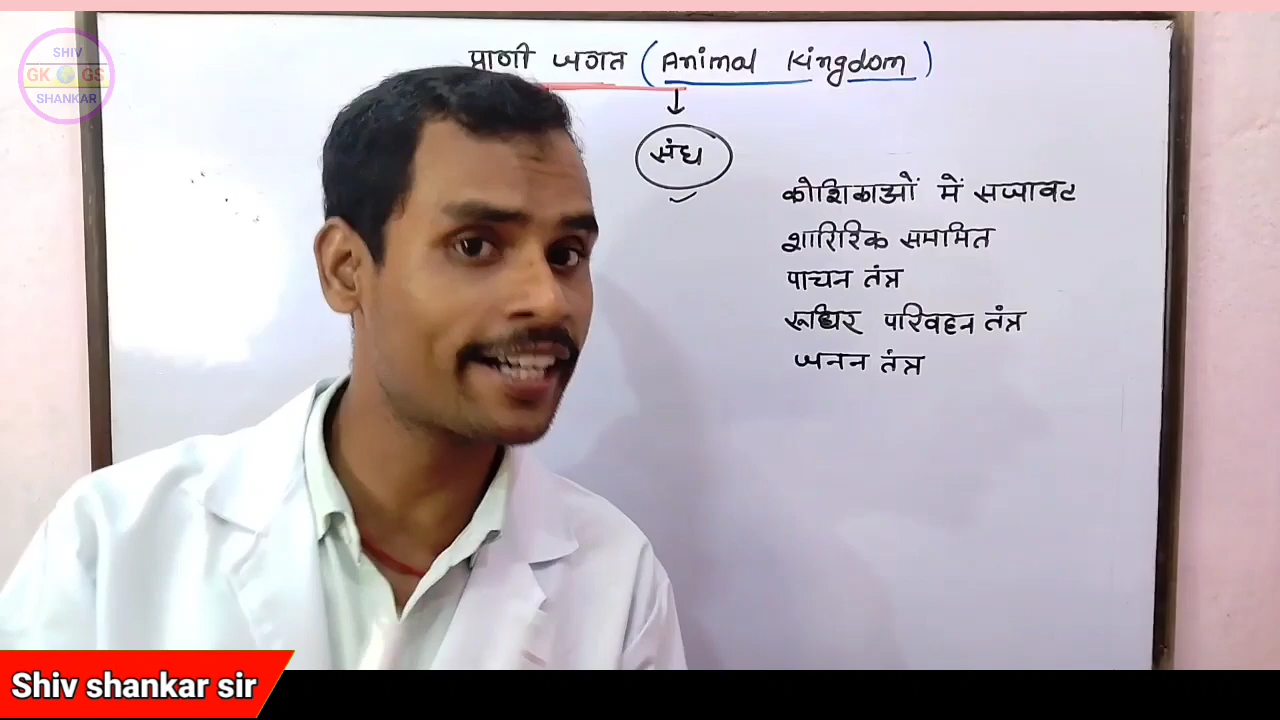 SHIV
GK GS
SHANKAR
प्राणी जगत (Animal Kingdom)
संघ
कोशिकाओं में सजावट
शारिरिक सममित
पाचन तंत्र
रूधिर परिवहन तंत्र
जनन तंत्र
Shiv shankar sir